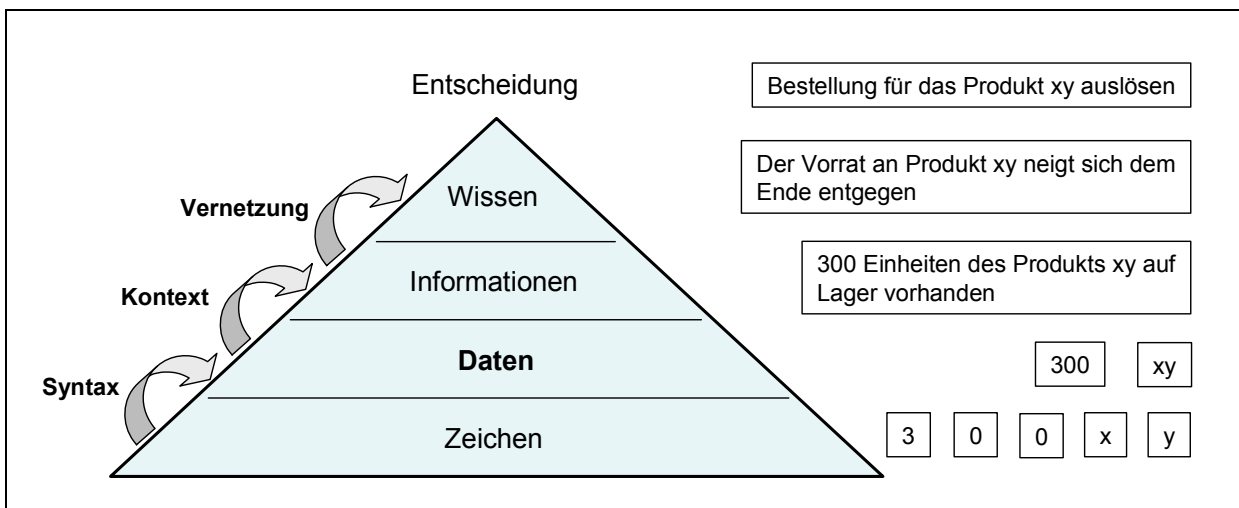 Entscheidung
Bestellung für das Produkt xy auslösen
Vernetzung
Wissen
Der Vorrat an Produkt xy neigt sich dem
Ende entgegen
Kontext
Informationen
300 Einheiten des Produkts xy auf
Lager vorhanden
Syntax
Daten
300 xy
Zeichen
3 0 0 x y